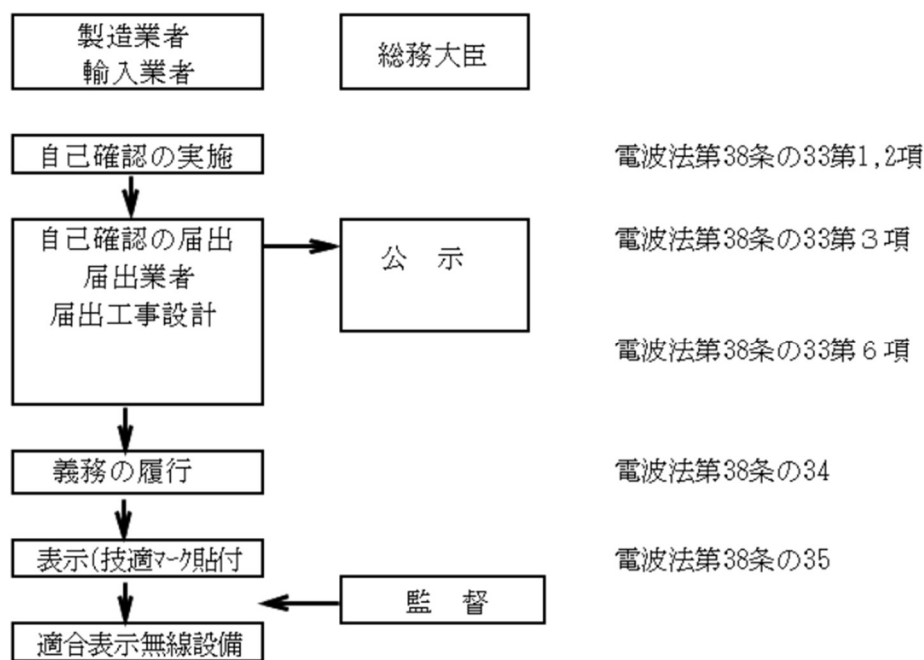 製造業者
輸入業者
総務大臣
自己確認の実施
電波法第38条の33第1,2項
自己確認の届出
届出業者
届出工事設計
公 示
電波法第38条の33第３項
電波法第38条の33第６項
義務の履行
電波法第38条の34
表示(技適ﾏｰｸ貼付
電波法第38条の35
監 督
適合表示無線設備